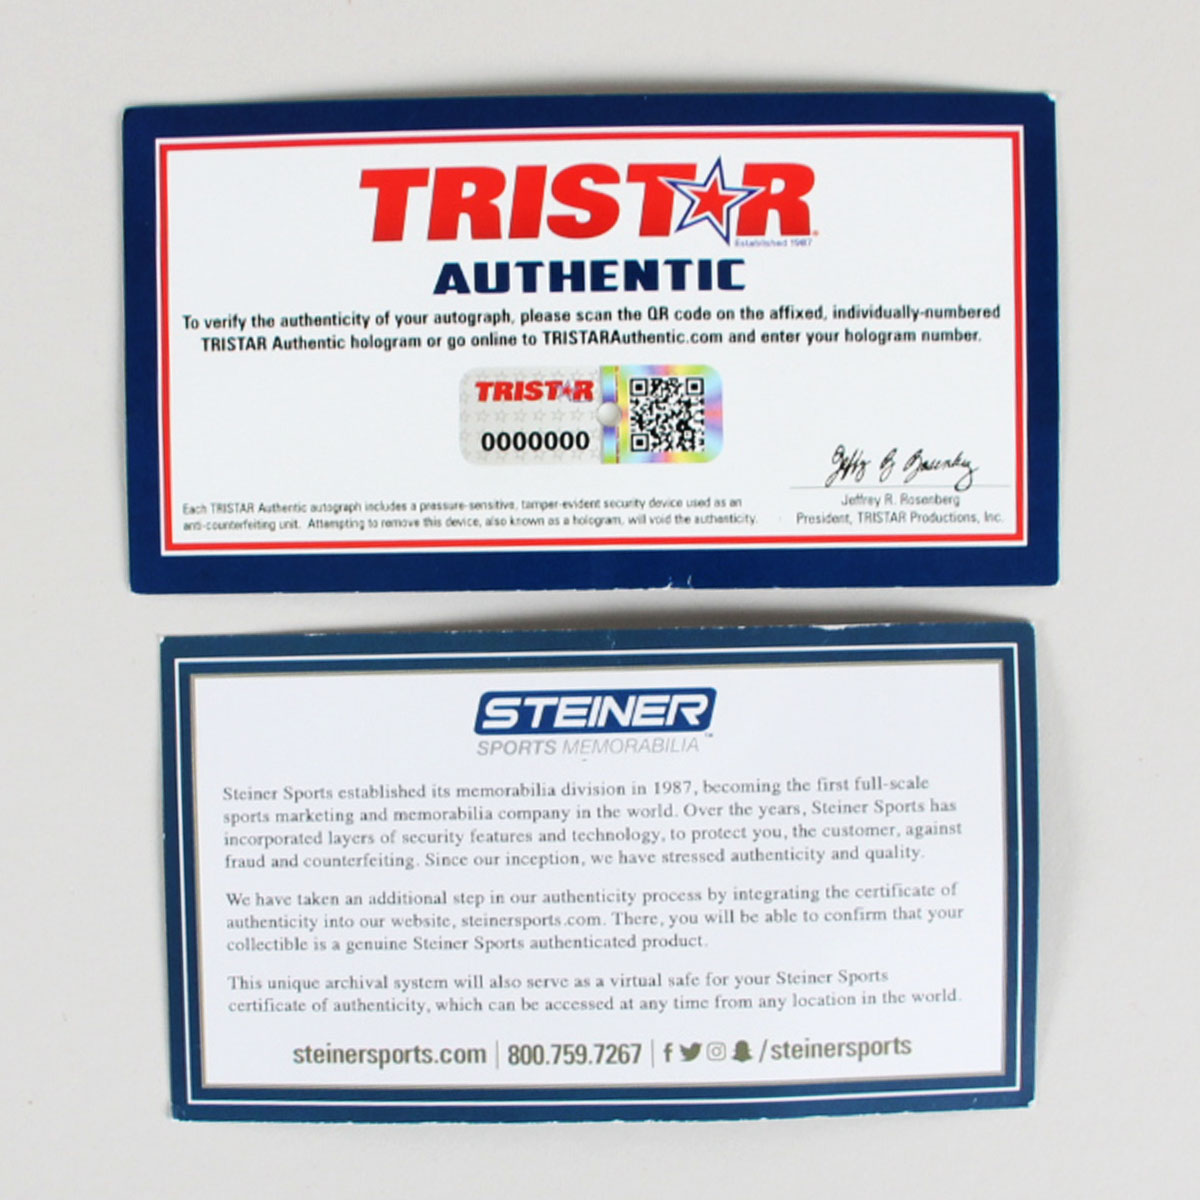 TRISTAR
Established 1987
AUTHENTIC
To verify the authenticity of your autograph, please scan the QR code on the affixed, individually-numbered
TRISTAR Authentic hologram or go online to TRISTARAuthentic.com and enter your hologram number.
TRISTAR
0000000
Each TRISTAR Authentic autograph includes a pressure-sensitive, tamper-evident security device used as an
anti-counterfeiting unit. Attempting to remove this device, also known as a hologram, will void the authenticity.
Jeffrey R. Rosenberg
President, TRISTAR Productions, Inc.
STEINER
SPORTS MEMORABILIA™
Steiner Sports established its memorabilia division in 1987, becoming the first full-scale
sports marketing and memorabilia company in the world. Over the years, Steiner Sports has
incorporated layers of security features and technology, to protect you, the customer, against
fraud and counterfeiting. Since our inception, we have stressed authenticity and quality.
We have taken an additional step in our authenticity process by integrating the certificate of
authenticity into our website, steinersports.com. There, you will be able to confirm that your
collectible is a genuine Steiner Sports authenticated product.
This unique archival system will also serve as a virtual safe for your Steiner Sports
certificate of authenticity, which can be accessed at any time from any location in the world.
steinersports.com | 800.759.7267 | /steinersports